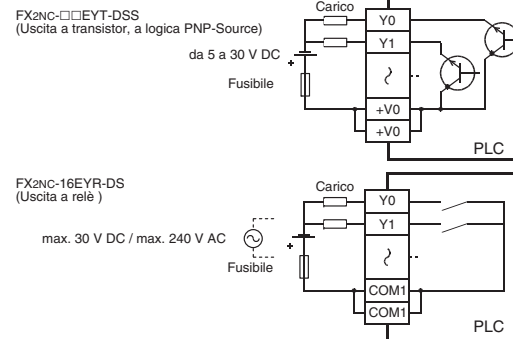 FX2NC-□□EYT-DSS
(Uscita a transistor, a logica PNP-Source)
Carico
Y0
Y1
da 5 a 30 V DC
+
Fusibile
+V0
+V0
PLC
FX2NC-16EYR-DS
(Uscita a relè )
Carico
Y0
Y1
max. 30 V DC / max. 240 V AC
+
Fusibile
COM1
COM1
PLC